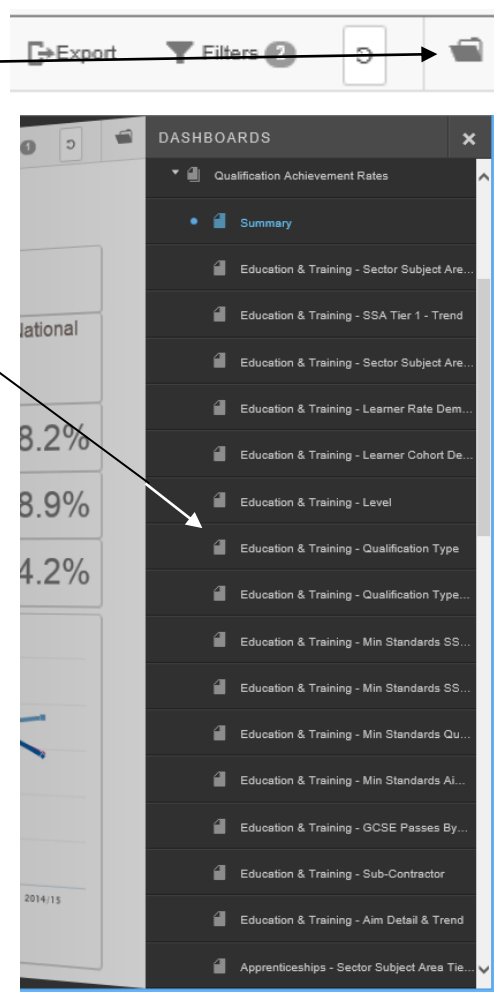 Export Filters 2
1
DASHBOARDS
Qualification Achievement Rates
Summary
Education & Training - Sector Subject Are...
Education & Training - SSA Tier 1 - Trend
Education & Training - Sector Subject Are...
Education & Training - Learner Rate Dem...
Education & Training - Learner Cohort De...
Education & Training - Level
Education & Training - Qualification Type
Education & Training - Qualification Type...
Education & Training - Min Standards SS...
Education & Training - Min Standards SS...
Education & Training - Min Standards Qu...
Education & Training - Min Standards Ai...
Education & Training - GCSE Passes By...
Education & Training - Sub-Contractor
Education & Training - Aim Detail & Trend
Apprenticeships - Sector Subject Area Tie...
National
8.2%
8.9%
4.2%
2014/15